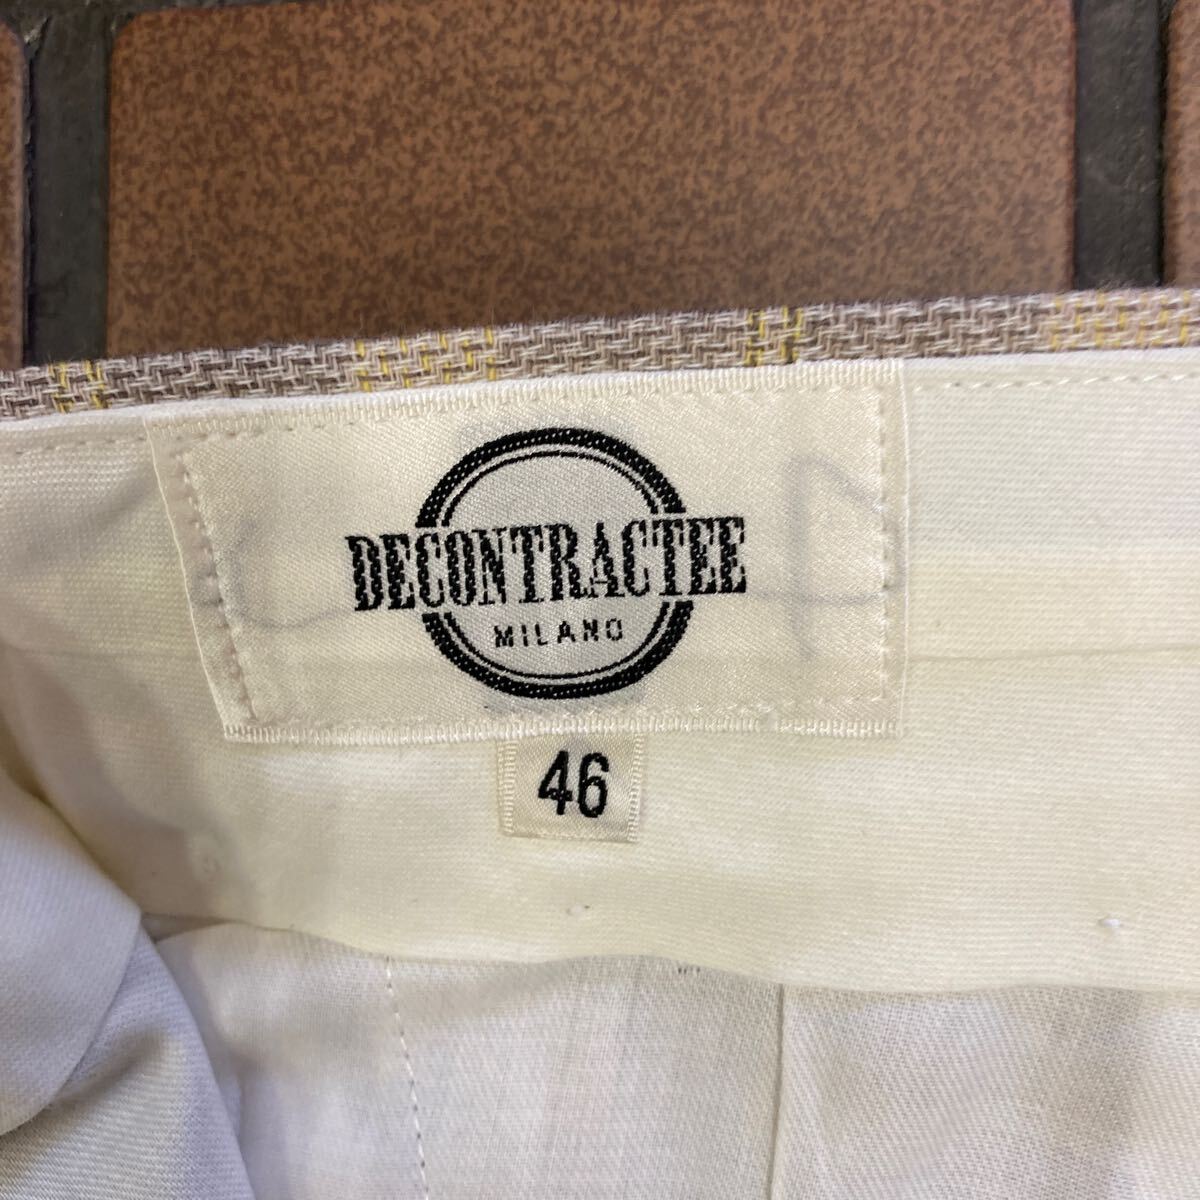 DECONTRACTEE
MILANO
46